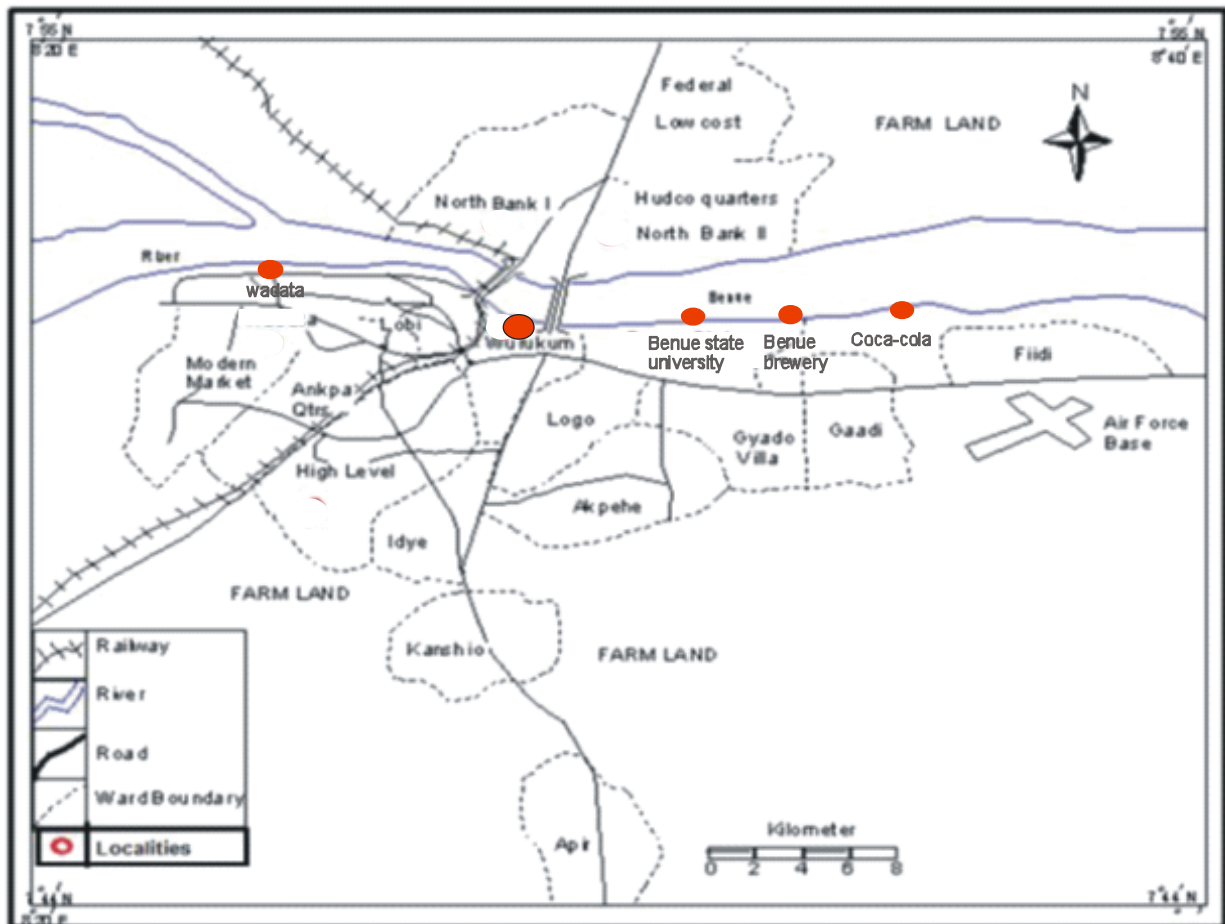 7°55'N
8°20'E
7°55'N
8°40'E
N
Federal
Low cost
FARM LAND
North Bank I
Hudco quarters
North Bank II
River
wadata
Benue
a
Lobi
Wurukum
Benue state
university
Benue
brewery
Coca-cola
Fiidi
Modern
Market
Ankpa
Qtrs
Logo
Gyado
Villa
Gaadi
Air Force
Base
High Level
Akpehe
Idye
FARM LAND
Kanshio
FARM LAND
Railway
River
Road
Ward Boundary
Localities
Apir
Kilometer
0 2 4 6 8
7°44'N
8°20'E
7°44'N